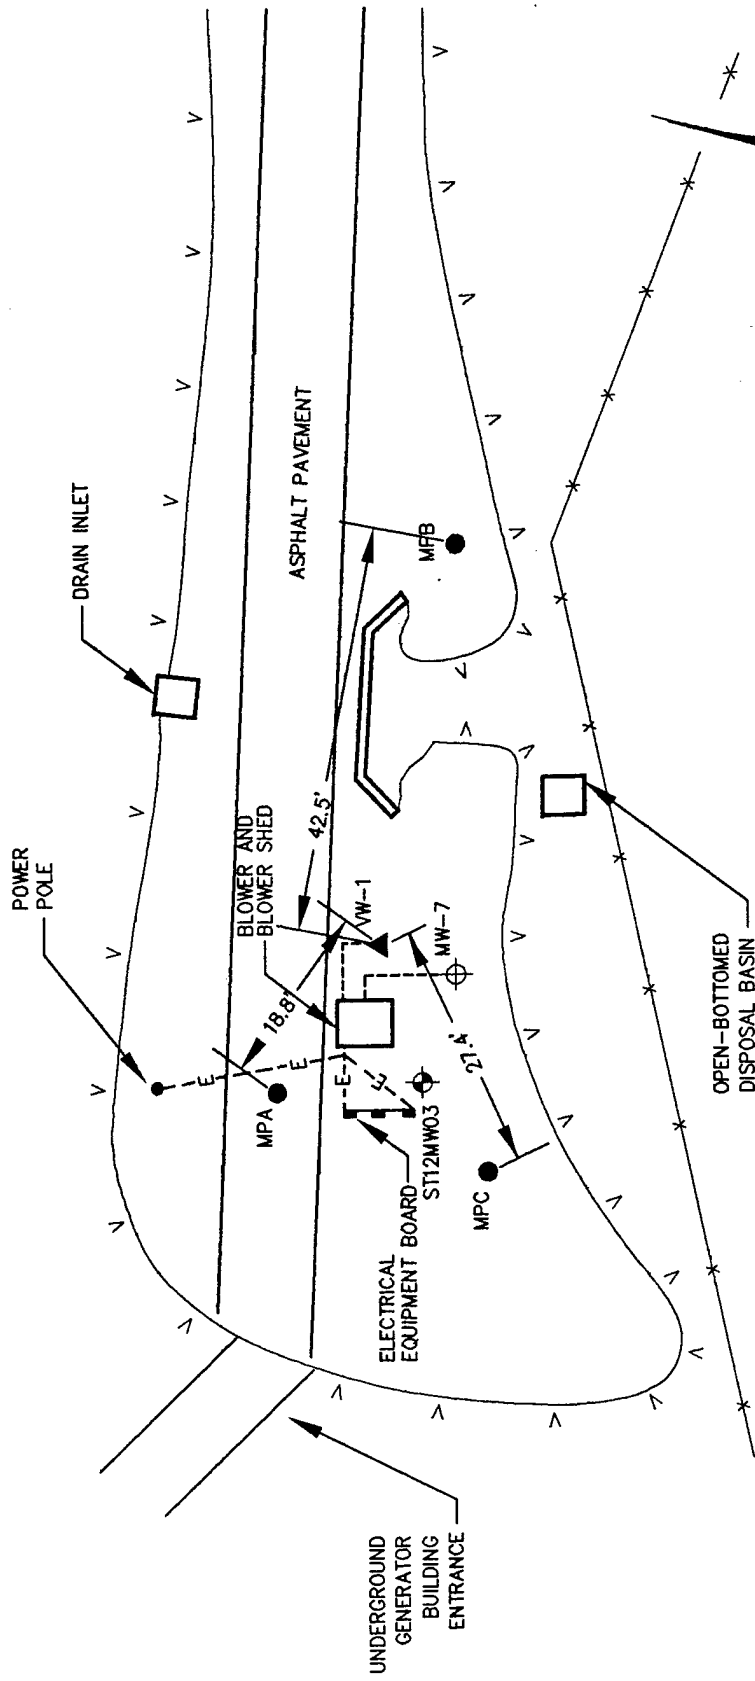 POWER
POLE
DRAIN INLET
ASPHALT PAVEMENT
BLOWER AND
BLOWER SHED
42.5'
VW-1
18.8'
MW-7
27.4'
MPA
MPB
MPC
E
E
E
ST12MW03
ELECTRICAL
EQUIPMENT BOARD
UNDERGROUND
GENERATOR
BUILDING
ENTRANCE
OPEN-BOTTOMED
DISPOSAL BASIN